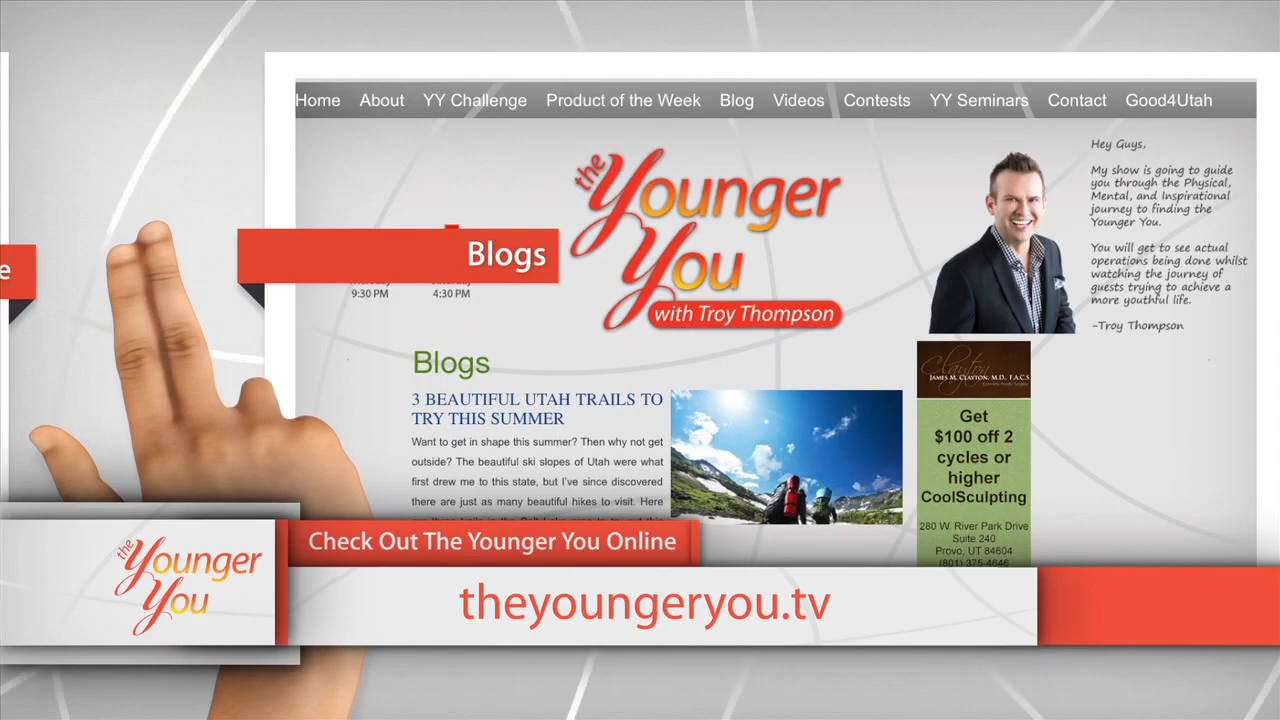 Home About YY Challenge Product of the Week Blog Videos Contests YY Seminars Contact Good4Utah
the
Younger
You
with Troy Thompson
Hey Guys,
My show is going to guide
you through the Physical,
Mental, and Inspirational
journey to finding the
Younger You.
You will get to see actual
operations being done whilst
watching the journey of
guests trying to achieve a
more youthful life.
-Troy Thompson
e
Blogs
9:30 PM 4:30 PM
Blogs
3 BEAUTIFUL UTAH TRAILS TO
TRY THIS SUMMER
Want to get in shape this summer? Then why not get
outside? The beautiful ski slopes of Utah were what
first drew me to this state, but I've since discovered
there are just as many beautiful hikes to visit. Here
Clayton
JAMES M. CLAYTON, M.D., F.A.C.S
Get
$100 off 2
cycles or
higher
CoolSculpting
280 W. River Park Drive
Suite 240
Provo, UT 84604
(801) 375-4646
the
Younger
You
Check Out The Younger You Online
theyoungeryou.tv